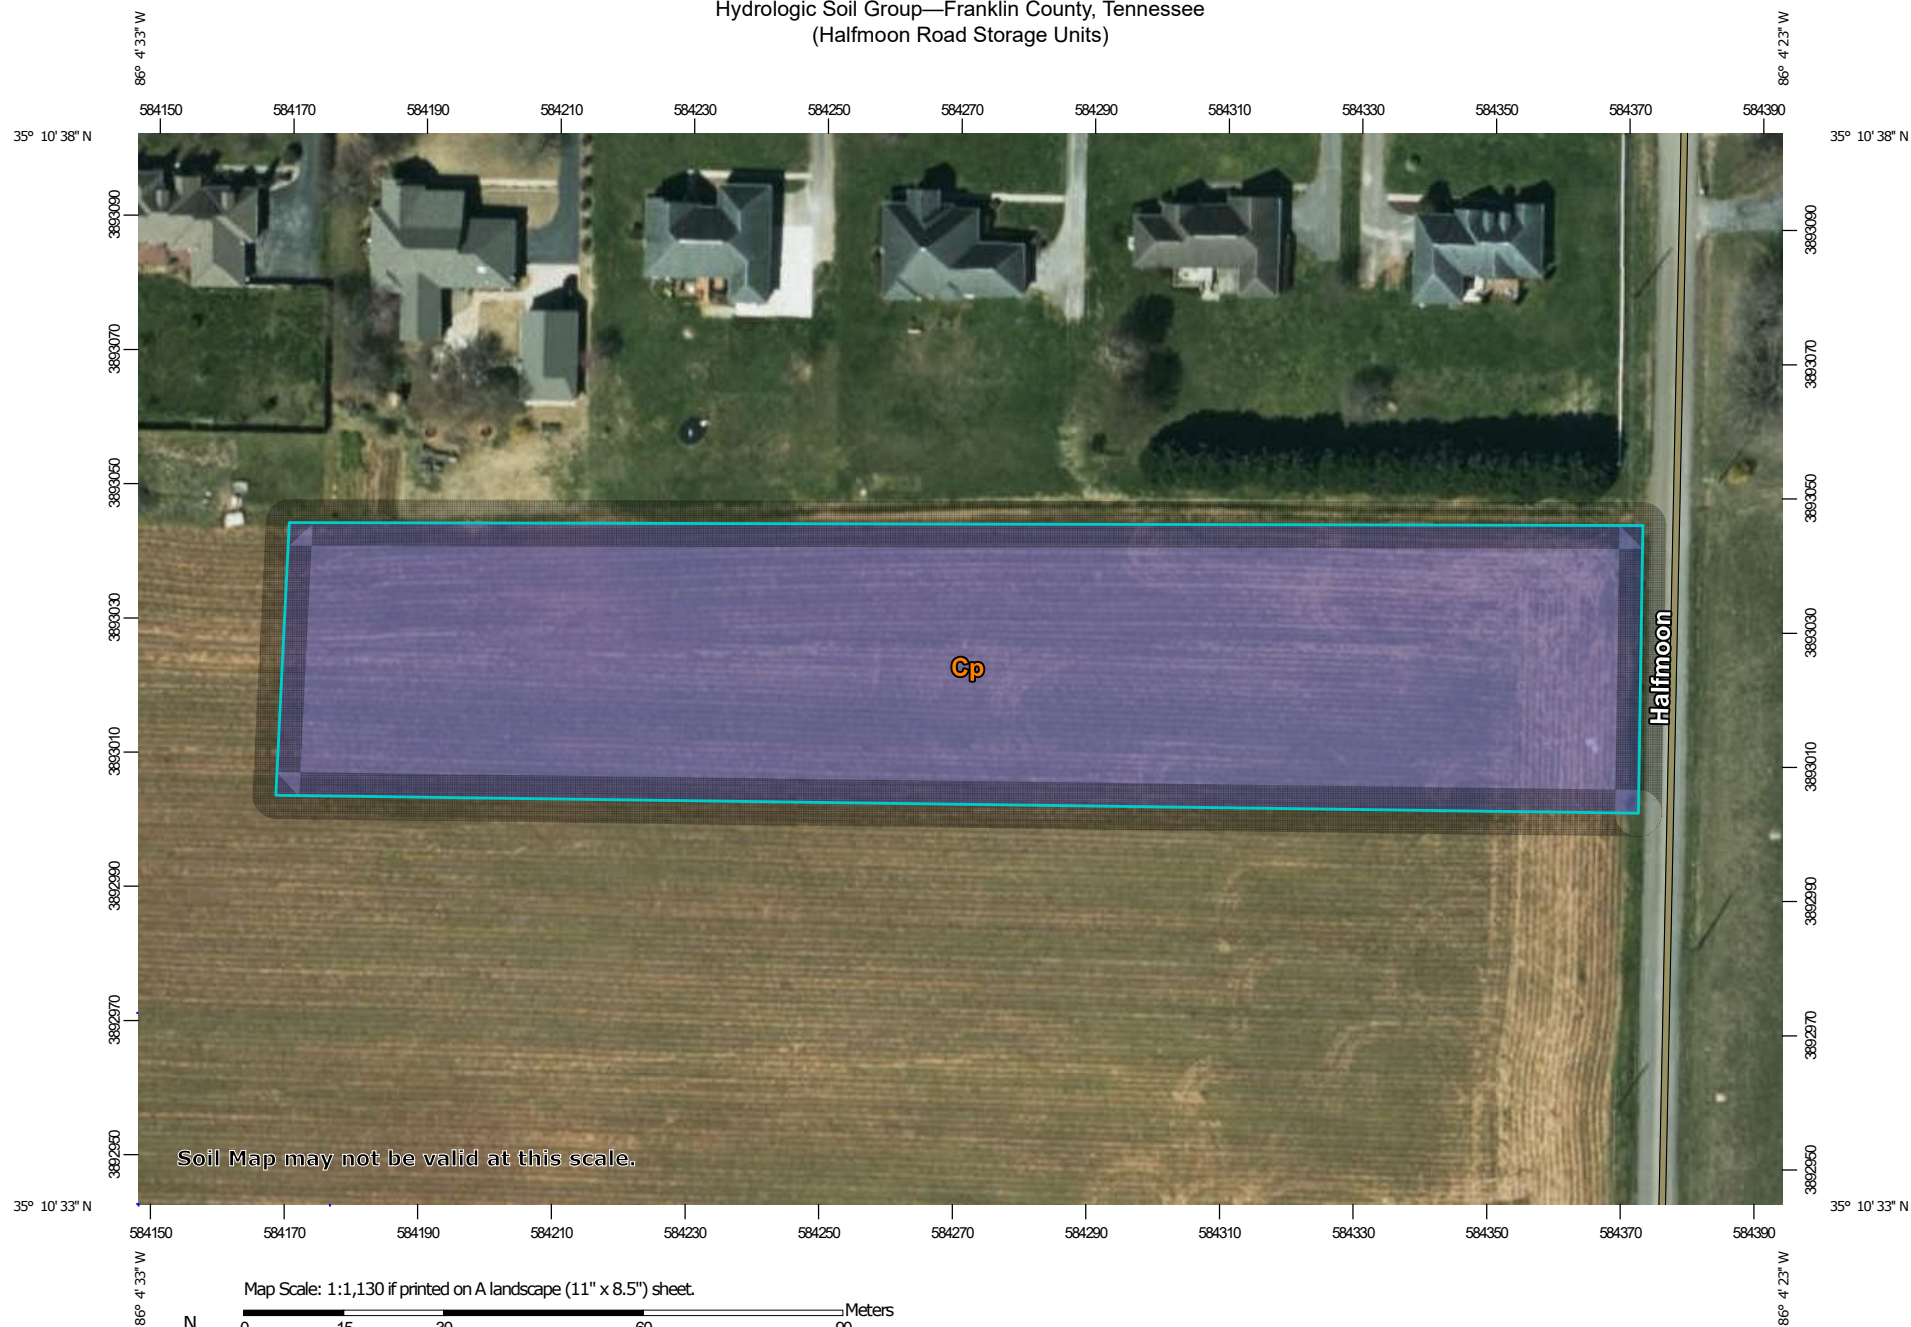 Hydrologic Soil Group—Franklin County, Tennessee
(Halfmoon Road Storage Units)
86° 4' 33" W
86° 4' 23" W
584150 584170 584190 584210 584230 584250 584270 584290 584310 584330 584350 584370 584390
35° 10' 38" N
35° 10' 38" N
3893090
3893090
3893070
3893070
3893050
3893050
3893030
3893030
Halfmoon
Cp
3893010
3893010
3892990
3892990
3892970
3892970
3892950
3892950
Soil Map may not be valid at this scale.
35° 10' 33" N
35° 10' 33" N
584150 584170 584190 584210 584230 584250 584270 584290 584310 584330 584350 584370 584390
86° 4' 33" W
86° 4' 23" W
Map Scale: 1:1,130 if printed on A landscape (11" x 8.5") sheet.
Meters
N
0 15 30 60 90